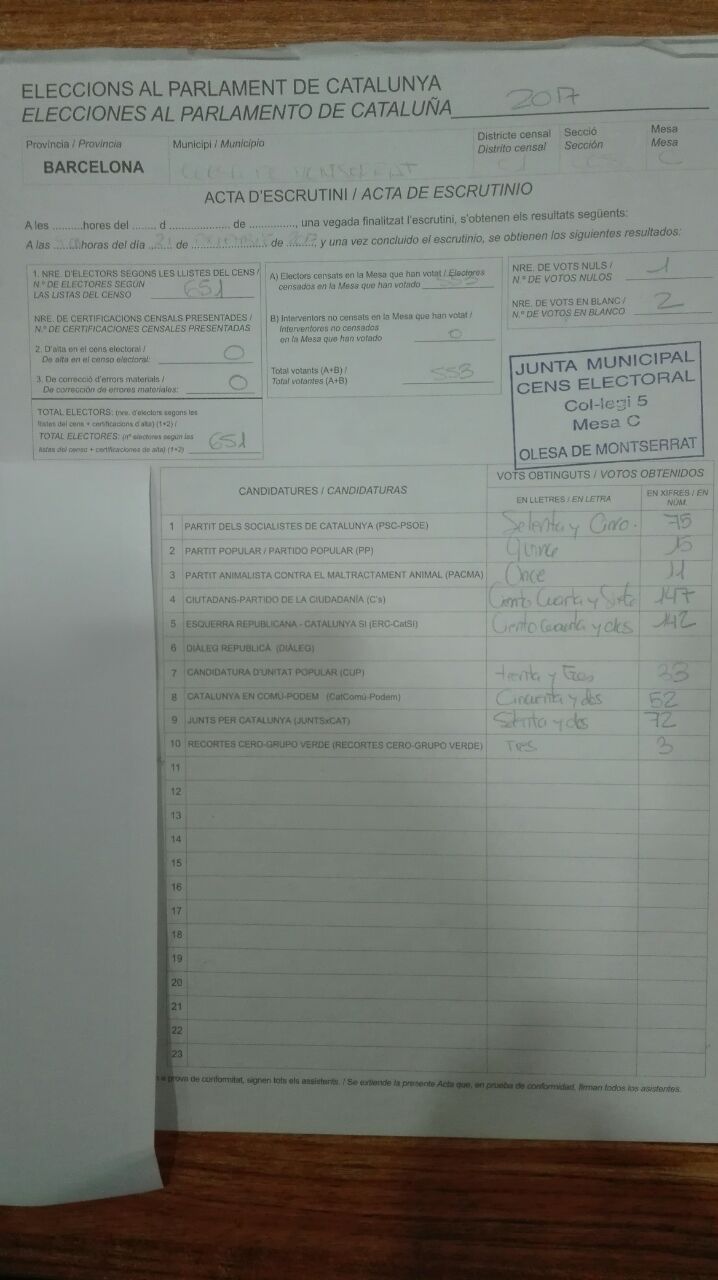 ELECCIONS AL PARLAMENT DE CATALUNYA
ELECCIONES AL PARLAMENTO DE CATALUÑA 2017
Província / Provincia
BARCELONA
Municipi / Municipio
OLESA DE MONTSERRAT
Districte censal
Distrito censal
Secció
Sección
Mesa
Mesa
C
ACTA D'ESCRUTINI / ACTA DE ESCRUTINIO
A les ..........hores del ........ d ...................... de .............., una vegada finalitzat l'escrutini, s'obtenen els resultats següents:
A las ........horas del día 21 de DICIEMBRE de 2017 y una vez concluido el escrutinio, se obtienen los siguientes resultados:
1. NRE. D'ELECTORS SEGONS LES LLISTES DEL CENS /
N.º DE ELECTORES SEGÚN
LAS LISTAS DEL CENSO 651
NRE. DE CERTIFICACIONS CENSALS PRESENTADES /
N.º DE CERTIFICACIONES CENSALES PRESENTADAS
2. D'alta en el cens electoral /
De alta en el censo electoral: 0
3. De correcció d'errors materials /
De corrección de errores materiales: 0
TOTAL ELECTORS: (nre. d'electors segons les
llistes del cens + certificacions d'alta) (1+2) /
TOTAL ELECTORES: (nº electores según las
listas del censo + certificaciones de alta) (1+2) 651
A) Electors censats en la Mesa que han votat / Electores
censados en la Mesa que han votado 553
B) Interventors no censats en la Mesa que han votat /
Interventores no censados
en la Mesa que han votado 0
Total votants (A+B) /
Total votantes (A+B) 553
NRE. DE VOTS NULS /
N.º DE VOTOS NULOS 1
NRE. DE VOTS EN BLANC /
N.º DE VOTOS EN BLANCO 2
JUNTA MUNICIPAL
CENS ELECTORAL
Col·legi 5
Mesa C
OLESA DE MONTSERRAT
CANDIDATURES / CANDIDATURAS
VOTS OBTINGUTS / VOTOS OBTENIDOS
EN LLETRES / EN LETRA
EN XIFRES / EN NÚM.
1 PARTIT DELS SOCIALISTES DE CATALUNYA (PSC-PSOE) Setenta y Cinco. 75
2 PARTIT POPULAR / PARTIDO POPULAR (PP) Quince 15
3 PARTIT ANIMALISTA CONTRA EL MALTRACTAMENT ANIMAL (PACMA) Once 11
4 CIUTADANS-PARTIDO DE LA CIUDADANÍA (C's) Ciento Cuarta y Siete 147
5 ESQUERRA REPUBLICANA - CATALUNYA SI (ERC-CatSí) Ciento Cuarenta y dos 142
6 DIÀLEG REPUBLICÀ (DIÀLEG)
7 CANDIDATURA D'UNITAT POPULAR (CUP) treinta y Tres 33
8 CATALUNYA EN COMÚ-PODEM (CatComú-Podem) Cincuenta y dos 52
9 JUNTS PER CATALUNYA (JUNTSxCAT) Setenta y dos 72
10 RECORTES CERO-GRUPO VERDE (RECORTES CERO-GRUPO VERDE) TRES 3
11
12
13
14
15
16
17
18
19
20
21
22
23
a prova de conformitat, signen tots els assistents. / Se extiende la presente Acta que, en prueba de conformidad, firman todos los asistentes.